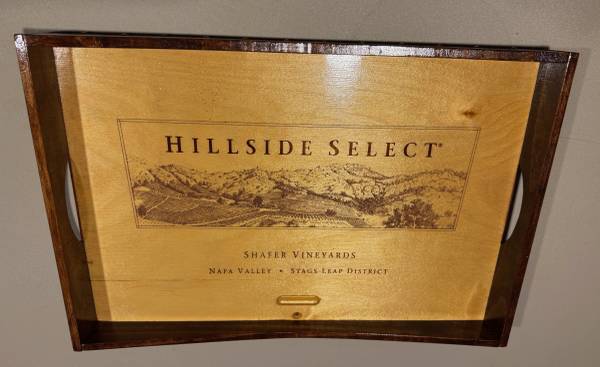 HILLSIDE SELECT®
SHAFER VINEYARDS
NAPA VALLEY • STAGS LEAP DISTRICT